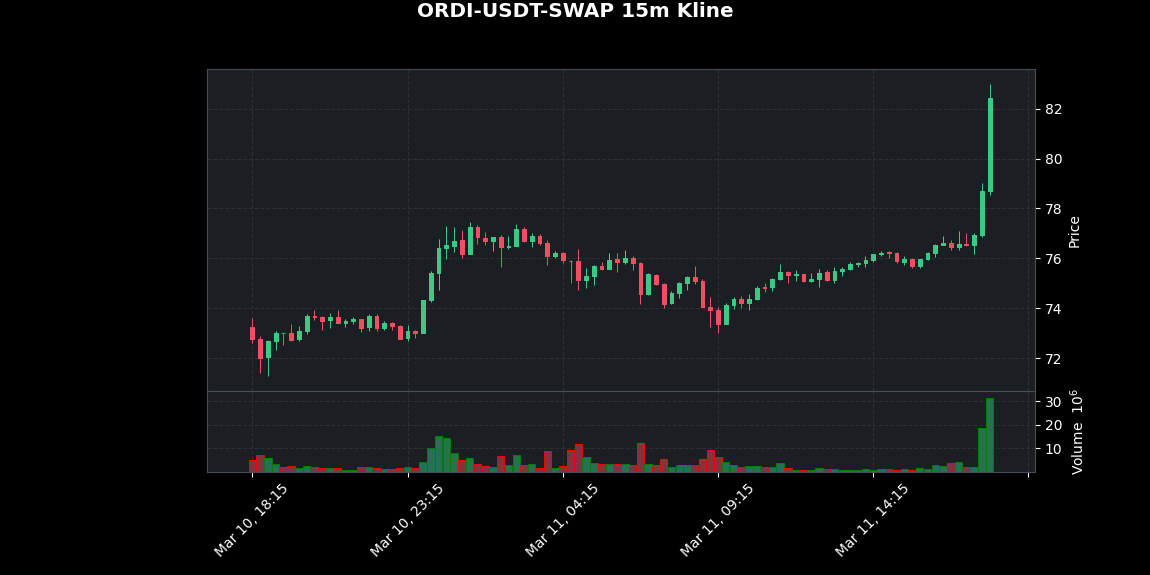 ORDI-USDT-SWAP 15m Kline
82
80
78
76
74
72
Price
30
20
10
Volume 10^6
Mar 10, 18:15
Mar 10, 23:15
Mar 11, 04:15
Mar 11, 09:15
Mar 11, 14:15